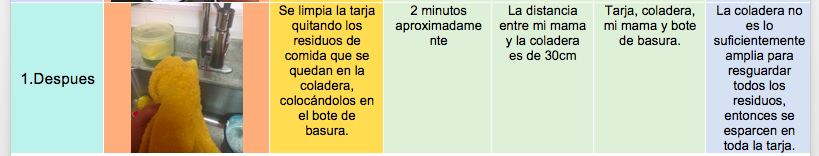 1.Despues
Se limpia la tarja
quitando los
residuos de
comida que se
quedan en la
coladera,
colocándolos en
el bote de
basura.
2 minutos
aproximadame
nte
La distancia
entre mi mama
y la coladera
es de 30cm
Tarja, coladera,
mi mama y bote
de basura.
La coladera no
es lo
suficientemente
amplia para
resguardar
todos los
residuos,
entonces se
esparcen en
toda la tarja.